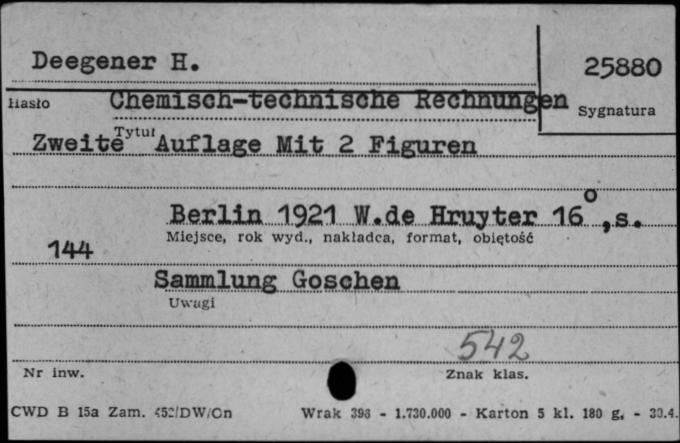 Deegener H.
25880
Hasło
Chemisch-technische Rechnungen
Sygnatura
Tytuł
Zweite Auflage Mit 2 Figuren
Berlin 1921 W.de Hruyter 16°,s.
Miejsce, rok wyd., nakładca, format, objętość
144
Sammlung Goschen
Uwagi
542
Nr inw.
Znak klas.
CWD B 15a Zam. 452/DW/Cn Wrak 396 - 1.730.000 - Karton 5 kl. 180 g. - 30.4.